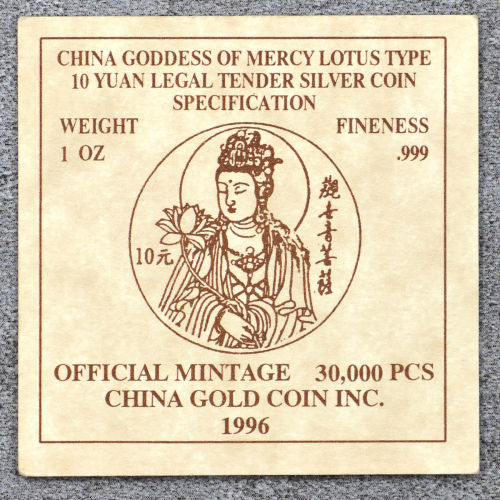 CHINA GODDESS OF MERCY LOTUS TYPE
10 YUAN LEGAL TENDER SILVER COIN
SPECIFICATION
WEIGHT FINENESS
1 OZ .999
觀世音菩薩
10元
OFFICIAL MINTAGE 30,000 PCS
CHINA GOLD COIN INC.
1996